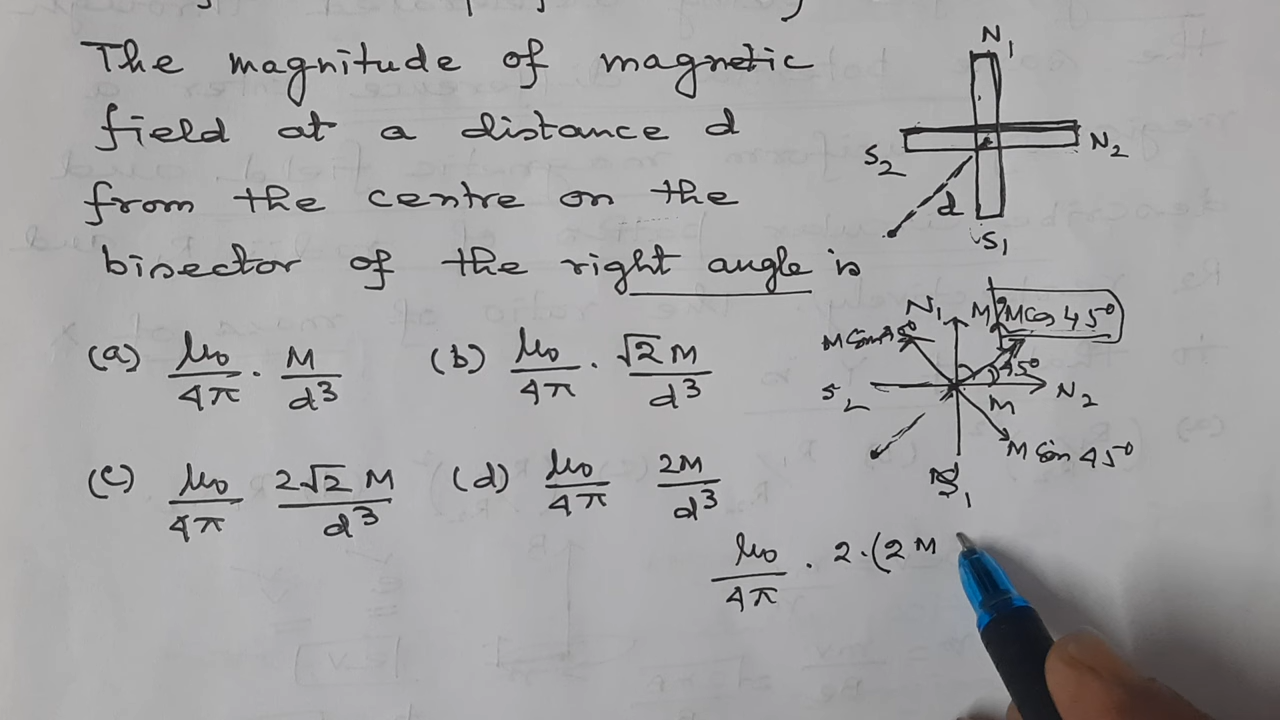 The magnitude of magnetic
field at a distance d
from the centre on the
bisector of the right angle is
(a) μ₀/4π · M/d³ (b) μ₀/4π · √2 M/d³
(c) μ₀/4π 2√2 M/d³ (d) μ₀/4π 2M/d³
N₁
S₂ N₂
d
S₁
N₁ M 2M cos 45°
M sin 45°
45°
S₂ N₂
M
M sin 45°
S₁
μ₀/4π · 2·(2M